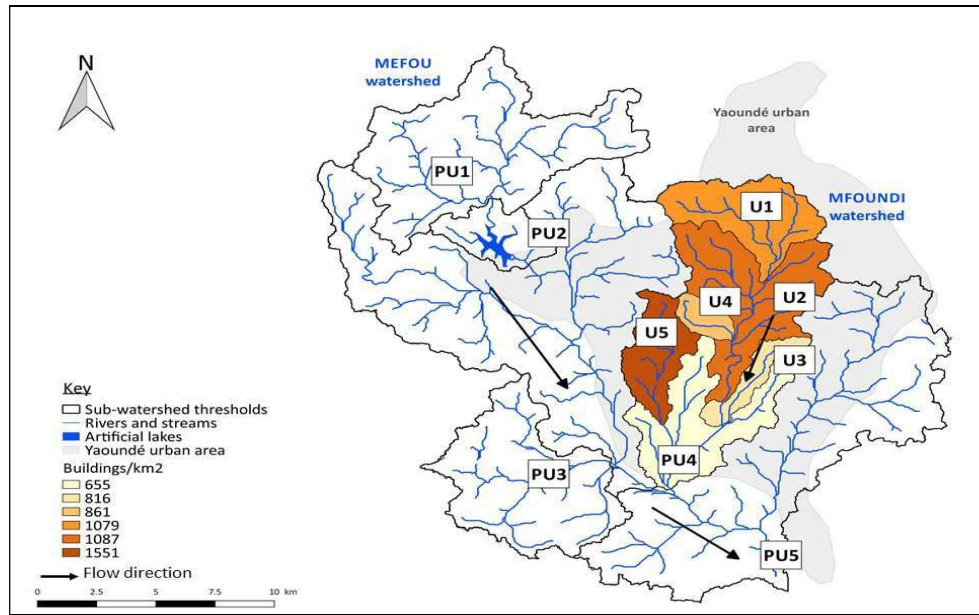 N
MEFOU
watershed
Yaoundé urban
area
PU1
U1
MFOUNDI
watershed
PU2
U4
U2
U5
U3
Key
Sub-watershed thresholds
Rivers and streams
Artificial lakes
Yaoundé urban area
Buildings/km2
655
816
861
1079
1087
1551
PU4
PU3
PU5
Flow direction
0 2.5 5 7.5 10 km